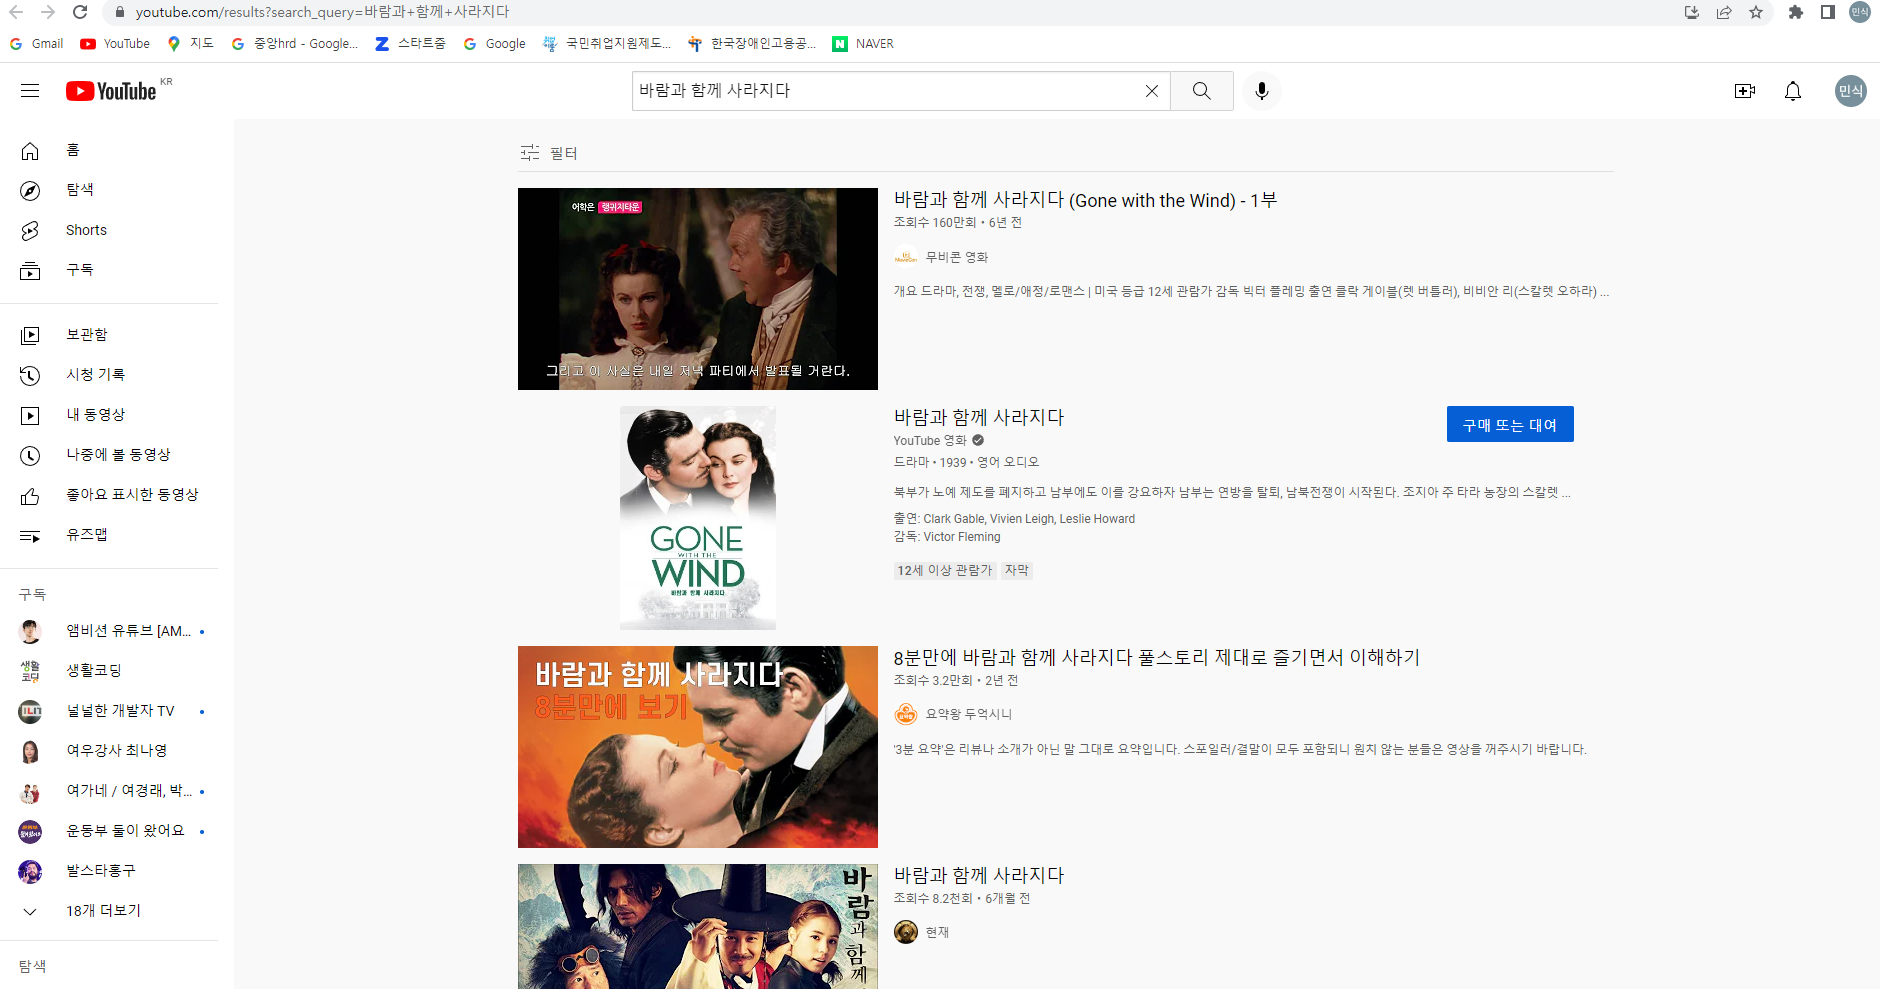 youtube.com/results?search_query=바람과+함께+사라지다
민식
Gmail
YouTube
지도
중앙hrd - Google...
스타트줌
Google
국민취업지원제도...
한국장애인고용공...
NAVER
YouTube KR
바람과 함께 사라지다
민식
홈
탐색
Shorts
구독
보관함
시청 기록
내 동영상
나중에 볼 동영상
좋아요 표시한 동영상
유즈맵
구독
앰비션 유튜브 [AM...
생활코딩
널널한 개발자 TV
여우강사 최나영
여가네 / 여경래, 박...
운동부 둘이 왔어요
발스타홍구
18개 더보기
탐색
필터
어학은 랭귀지타운
그리고 이 사실은 내일 저녁 파티에서 발표될 거란다.
바람과 함께 사라지다 (Gone with the Wind) - 1부
조회수 160만회 • 6년 전
무비콘 영화
개요 드라마, 전쟁, 멜로/애정/로맨스 | 미국 등급 12세 관람가 감독 빅터 플레밍 출연 클락 게이블(렛 버틀러), 비비안 리(스칼렛 오하라) ...
GONE
WITH THE
WIND
바람과 함께 사라지다
바람과 함께 사라지다
구매 또는 대여
YouTube 영화
드라마 • 1939 • 영어 오디오
북부가 노예 제도를 폐지하고 남부에도 이를 강요하자 남부는 연방을 탈퇴, 남북전쟁이 시작된다. 조지아 주 타라 농장의 스칼렛 ...
출연: Clark Gable, Vivien Leigh, Leslie Howard
감독: Victor Fleming
12세 이상 관람가 자막
바람과 함께 사라지다
8분만에 보기
8분만에 바람과 함께 사라지다 풀스토리 제대로 즐기면서 이해하기
조회수 3.2만회 • 2년 전
요약왕 두억시니
'3분 요약'은 리뷰나 소개가 아닌 말 그대로 요약입니다. 스포일러/결말이 모두 포함되니 원치 않는 분들은 영상을 꺼주시기 바랍니다.
바람과 함께
바람과 함께 사라지다
조회수 8.2천회 • 6개월 전
현재